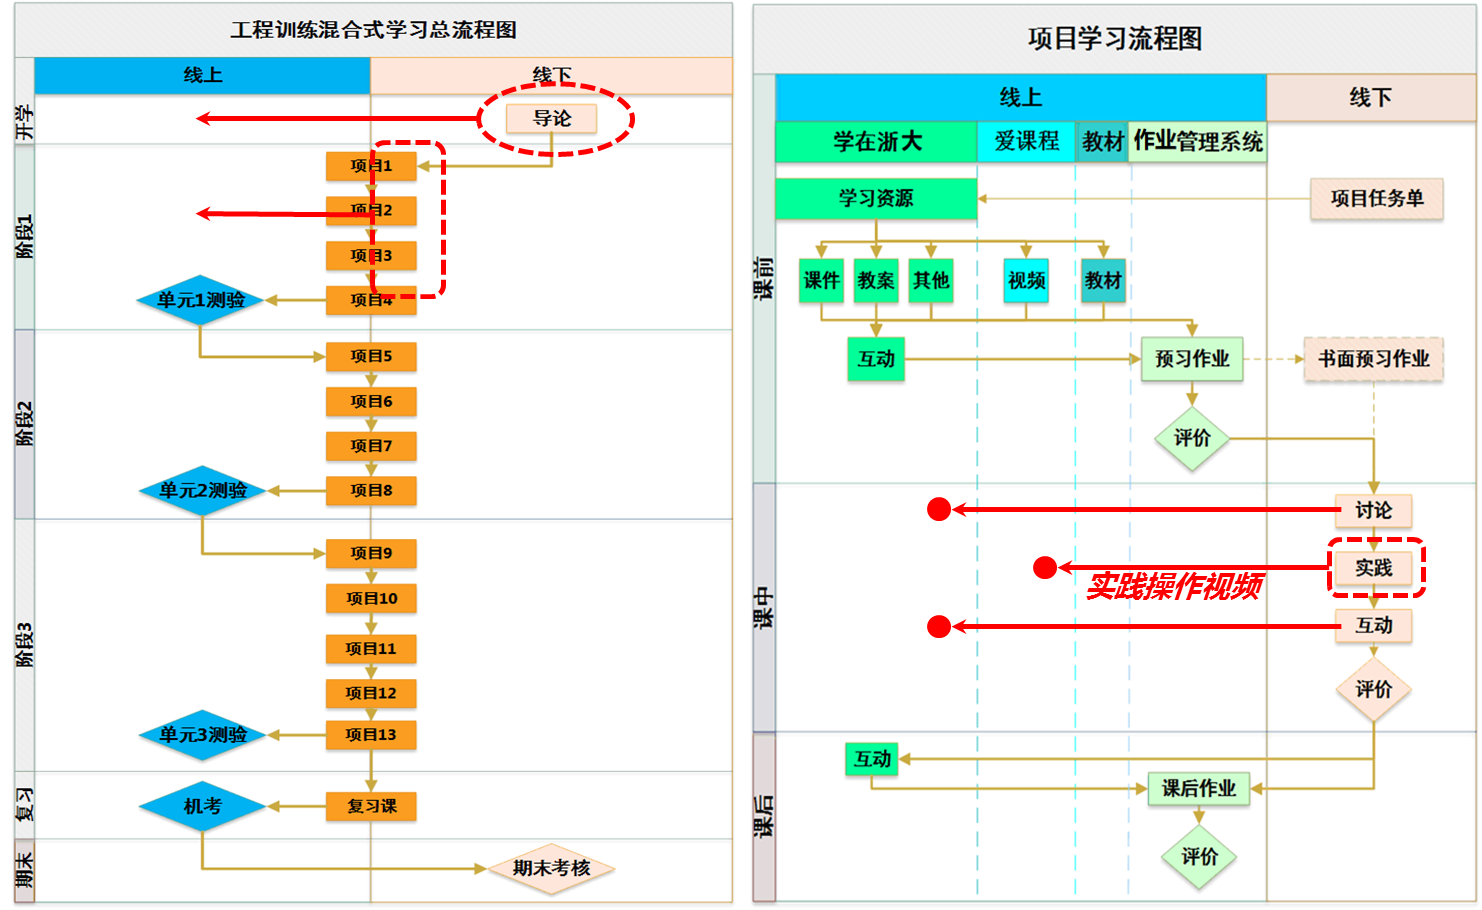 工程训练混合式学习总流程图
线上
线下
开学
导论
阶段1
项目1
项目2
项目3
项目4
单元1测验
阶段2
项目5
项目6
项目7
项目8
单元2测验
阶段3
项目9
项目10
项目11
项目12
项目13
单元3测验
复习
复习课
机考
期末
期末考核
项目学习流程图
线上
线下
学在浙大
爱课程
教材
作业管理系统
课前
学习资源
项目任务单
课件
教案
其他
视频
教材
互动
预习作业
书面预习作业
评价
课中
讨论
实践
实践操作视频
互动
评价
课后
互动
课后作业
评价